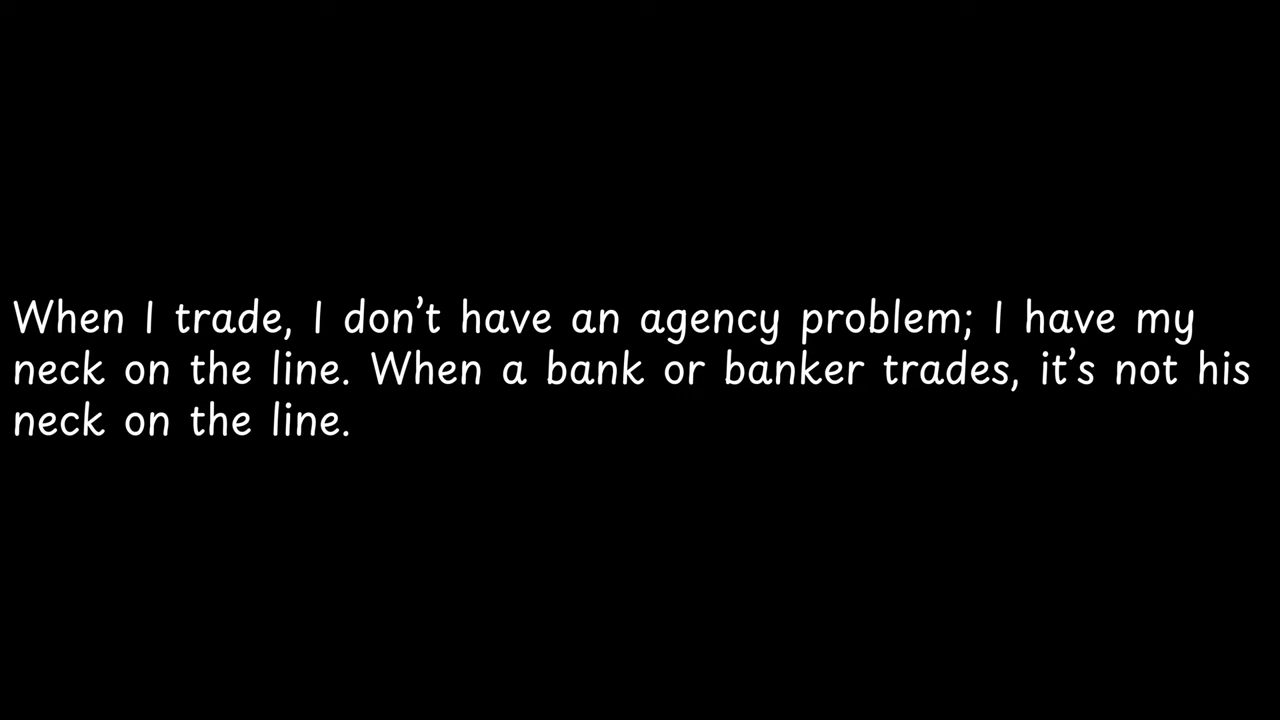 When I trade, I don’t have an agency problem; I have my
neck on the line. When a bank or banker trades, it’s not his
neck on the line.